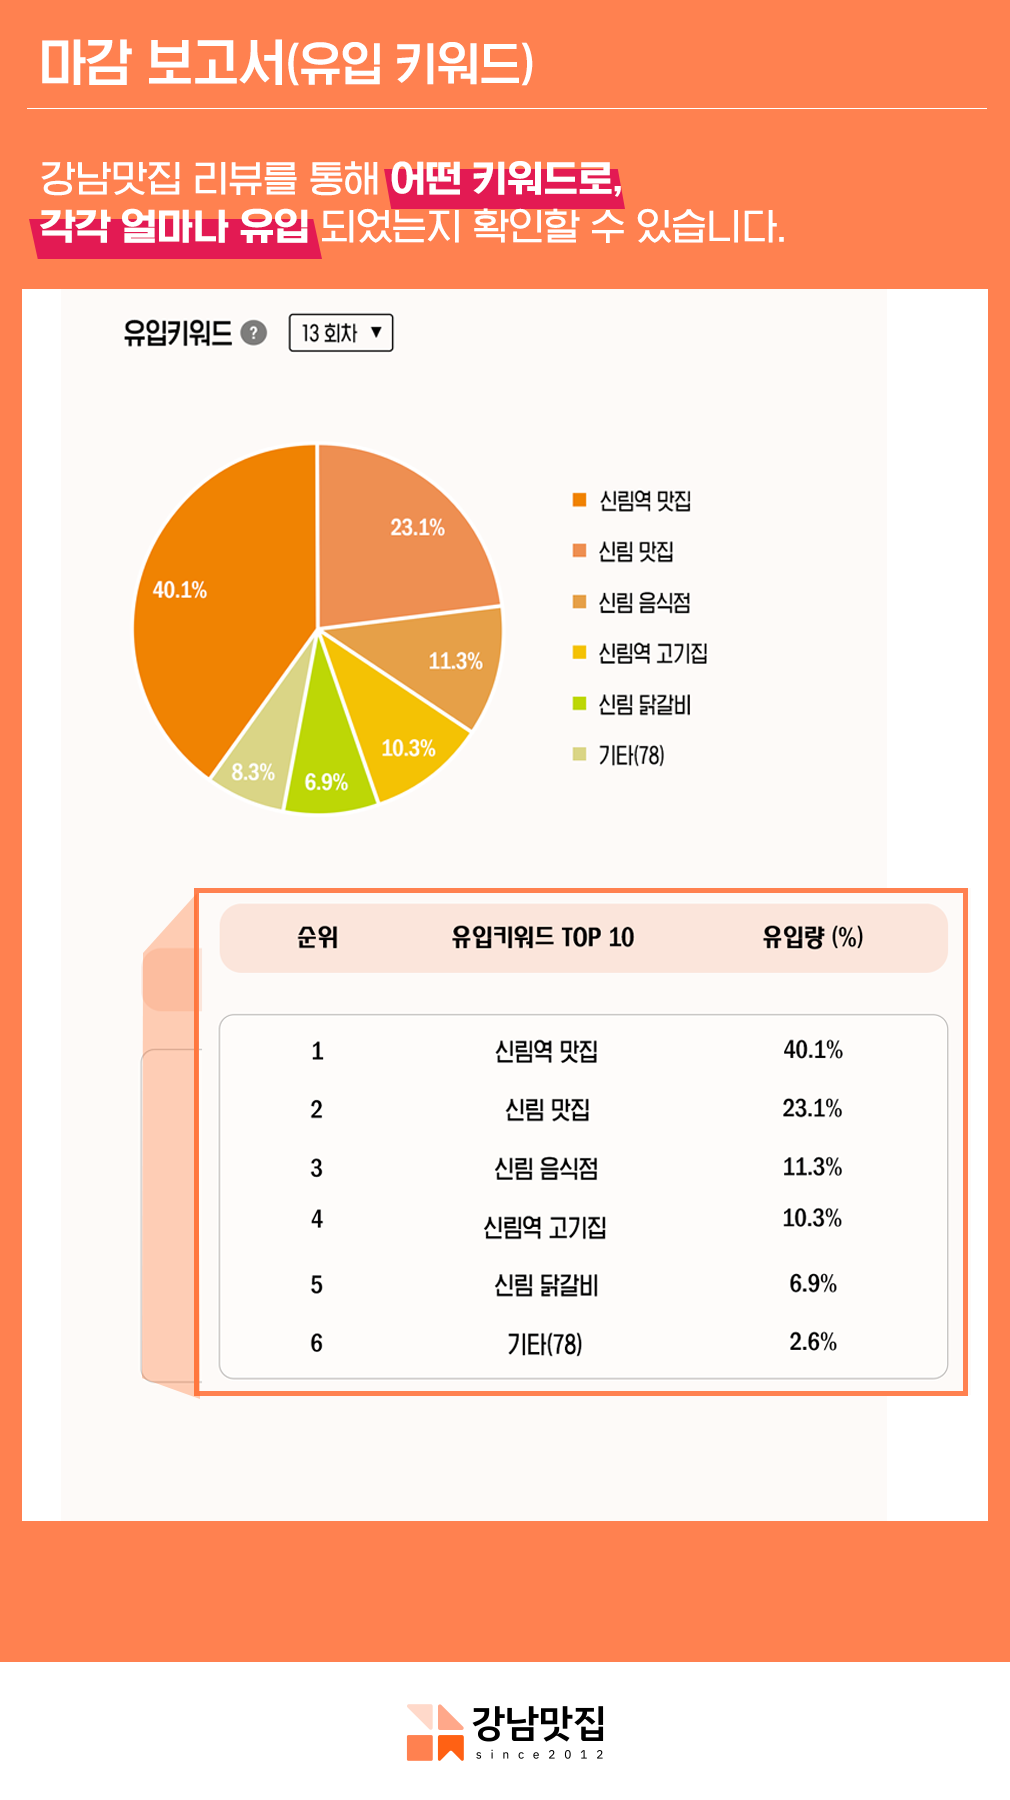 마감 보고서(유입 키워드)
강남맛집 리뷰를 통해 어떤 키워드로,
각각 얼마나 유입 되었는지 확인할 수 있습니다.
유입키워드 ? 13 회차 ▼
23.1%
40.1%
11.3%
10.3%
8.3%
6.9%
신림역 맛집
신림 맛집
신림 음식점
신림역 고기집
신림 닭갈비
기타(78)
순위 유입키워드 TOP 10 유입량 (%)
1 신림역 맛집 40.1%
2 신림 맛집 23.1%
3 신림 음식점 11.3%
4 신림역 고기집 10.3%
5 신림 닭갈비 6.9%
6 기타(78) 2.6%
강남맛집
since2012